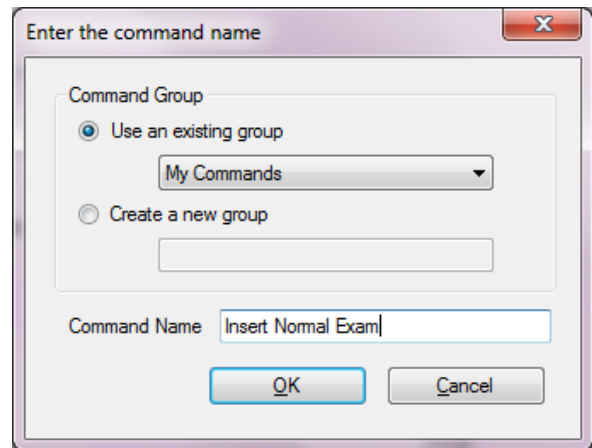 Enter the command name
Command Group
Use an existing group
My Commands
Create a new group
Command Name Insert Normal Exam
OK Cancel